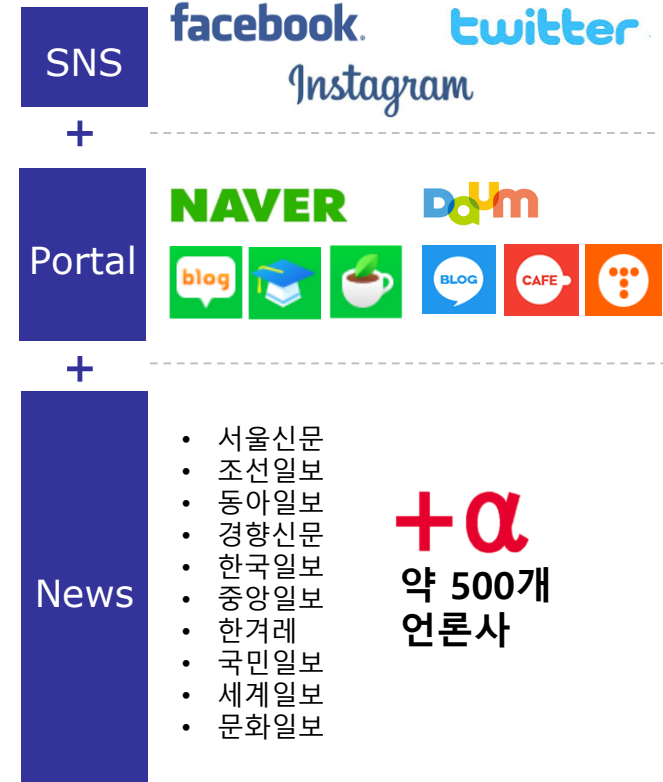 SNS
facebook.
twitter
Instagram
+
Portal
NAVER
Daum
blog
BLOG
CAFE
+
News
• 서울신문
• 조선일보
• 동아일보
• 경향신문
• 한국일보
• 중앙일보
• 한겨레
• 국민일보
• 세계일보
• 문화일보
+α
약 500개
언론사